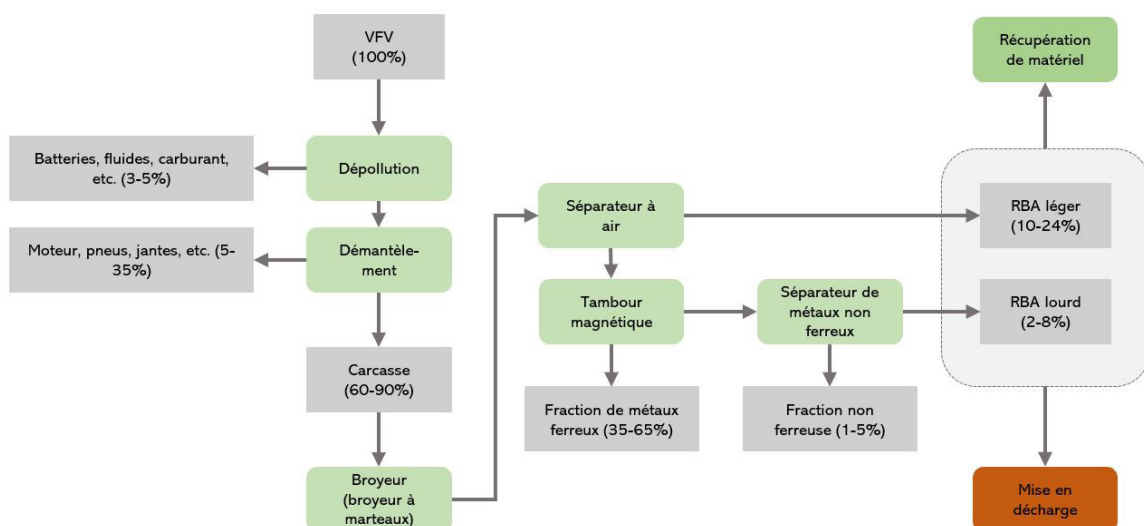 VFV
(100%)
Récupération
de matériel
Batteries, fluides, carburant,
etc. (3-5%)
Dépollution
Séparateur à
air
RBA léger
(10-24%)
Moteur, pneus, jantes, etc. (5-
35%)
Démantèle-
ment
Tambour
magnétique
Séparateur de
métaux non
ferreux
RBA lourd
(2-8%)
Carcasse
(60-90%)
Fraction de métaux
ferreux (35-65%)
Fraction non
ferreuse (1-5%)
Broyeur
(broyeur à
marteaux)
Mise en
décharge